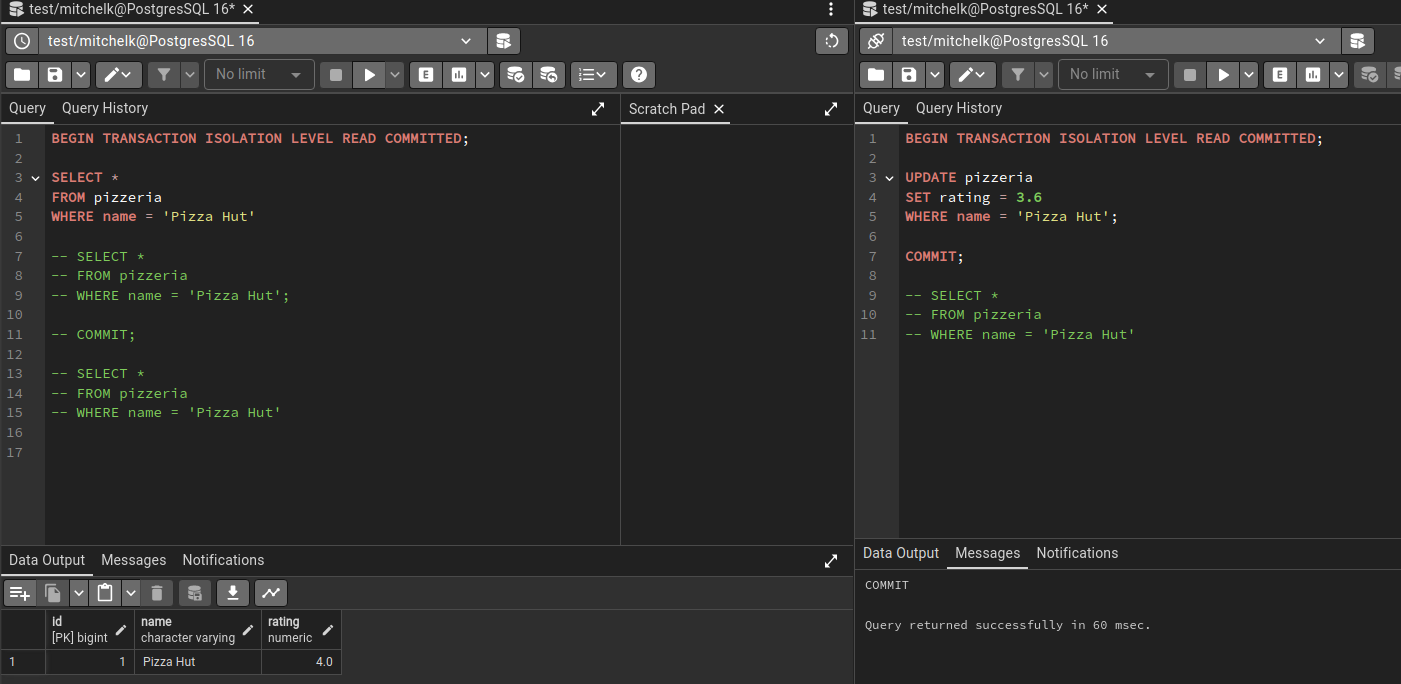 test/mitchelk@PostgresSQL 16*
test/mitchelk@PostgresSQL 16
No limit
E
Query Query History
Scratch Pad
1 BEGIN TRANSACTION ISOLATION LEVEL READ COMMITTED;
2
3 SELECT *
4 FROM pizzeria
5 WHERE name = 'Pizza Hut'
6
7 -- SELECT *
8 -- FROM pizzeria
9 -- WHERE name = 'Pizza Hut';
10
11 -- COMMIT;
12
13 -- SELECT *
14 -- FROM pizzeria
15 -- WHERE name = 'Pizza Hut'
16
17
Data Output Messages Notifications
id name rating
[PK] bigint character varying numeric
1 1 Pizza Hut 4.0
test/mitchelk@PostgresSQL 16*
test/mitchelk@PostgresSQL 16
No limit
E
Query Query History
1 BEGIN TRANSACTION ISOLATION LEVEL READ COMMITTED;
2
3 UPDATE pizzeria
4 SET rating = 3.6
5 WHERE name = 'Pizza Hut';
6
7 COMMIT;
8
9 -- SELECT *
10 -- FROM pizzeria
11 -- WHERE name = 'Pizza Hut'
Data Output Messages Notifications
COMMIT
Query returned successfully in 60 msec.